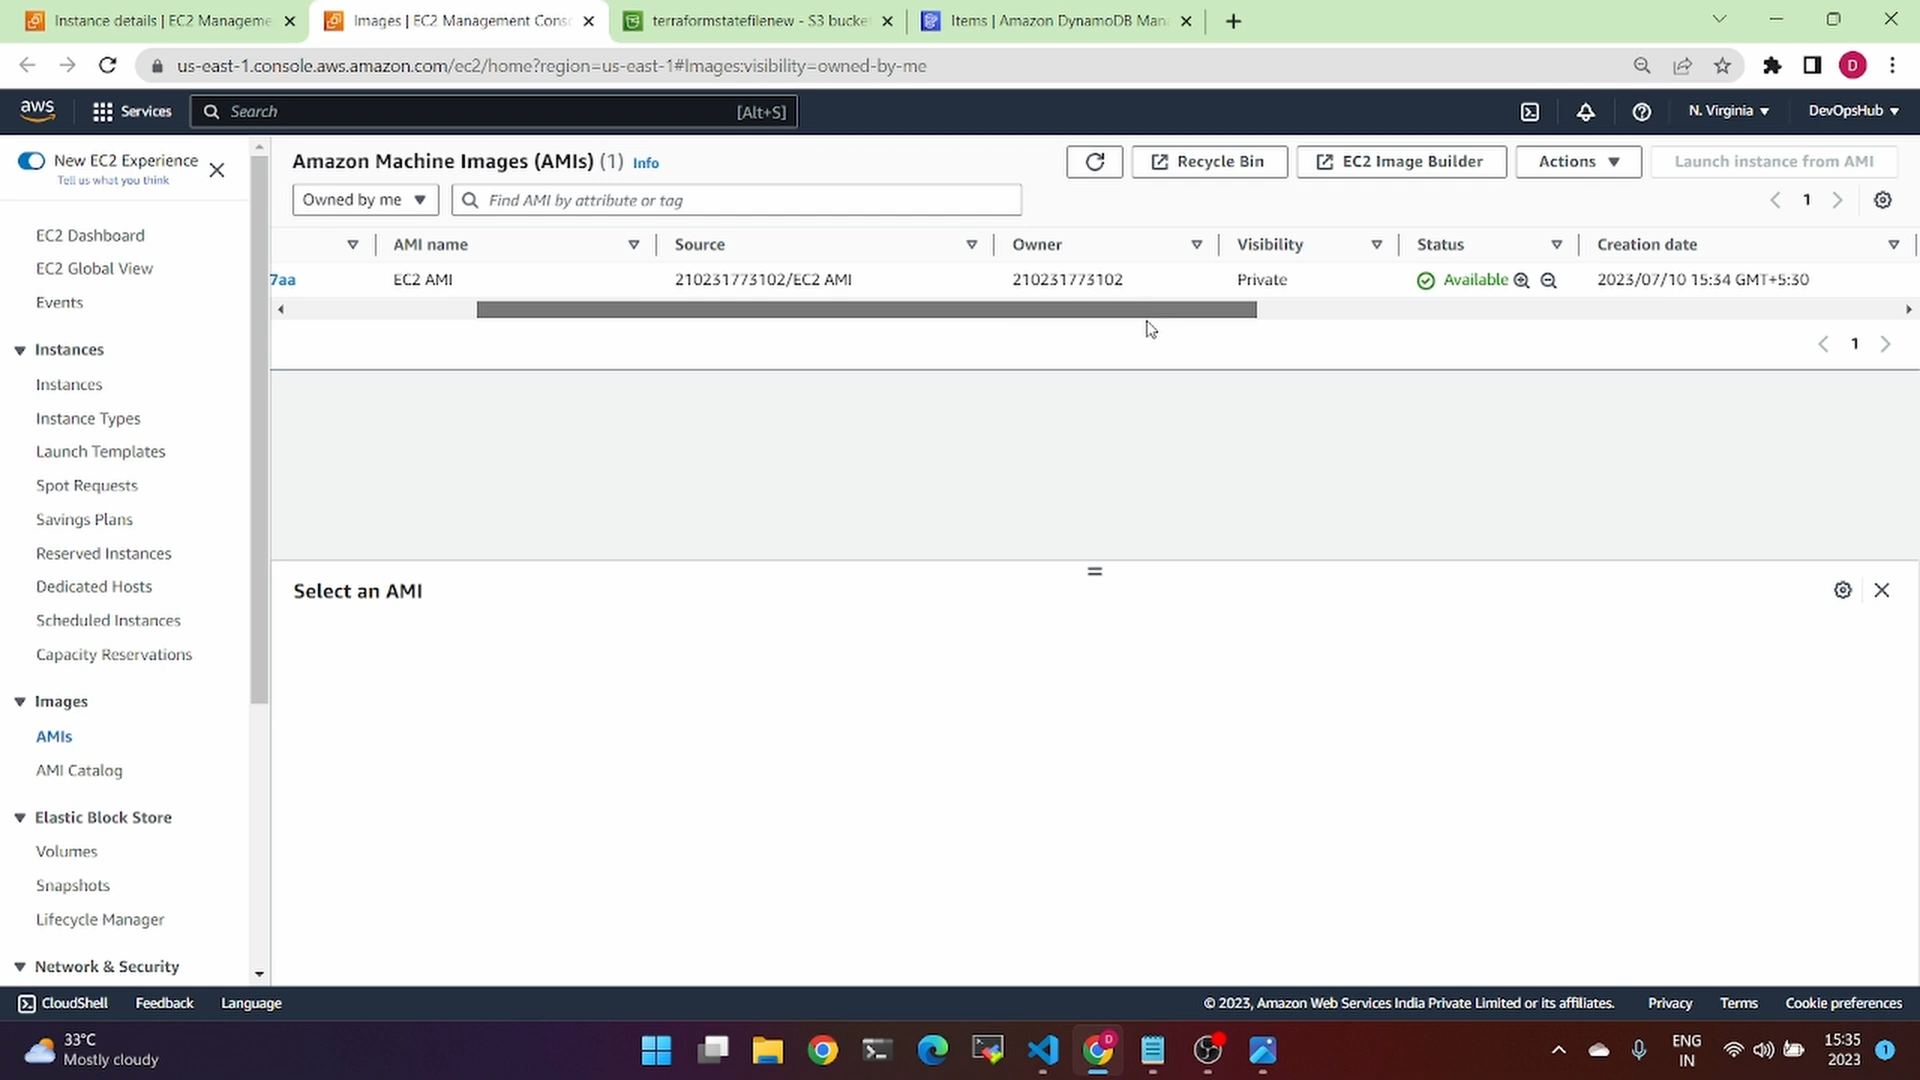 Instance details | EC2 Manageme
Images | EC2 Management Conso
terraformstatefilenew - S3 bucket
Items | Amazon DynamoDB Man
us-east-1.console.aws.amazon.com/ec2/home?region=us-east-1#Images:visibility=owned-by-me
D
aws
Services
Search
[Alt+S]
N. Virginia
DevOpsHub
New EC2 Experience
Tell us what you think
EC2 Dashboard
EC2 Global View
Events
Instances
Instances
Instance Types
Launch Templates
Spot Requests
Savings Plans
Reserved Instances
Dedicated Hosts
Scheduled Instances
Capacity Reservations
Images
AMIs
AMI Catalog
Elastic Block Store
Volumes
Snapshots
Lifecycle Manager
Network & Security
Amazon Machine Images (AMIs) (1) Info
Recycle Bin
EC2 Image Builder
Actions
Launch instance from AMI
Owned by me
Find AMI by attribute or tag
1
AMI name
Source
Owner
Visibility
Status
Creation date
7aa
EC2 AMI
210231773102/EC2 AMI
210231773102
Private
Available
2023/07/10 15:34 GMT+5:30
1
Select an AMI
CloudShell
Feedback
Language
© 2023, Amazon Web Services India Private Limited or its affiliates.
Privacy
Terms
Cookie preferences
33°C
Mostly cloudy
D
ENG
IN
15:35
2023
1